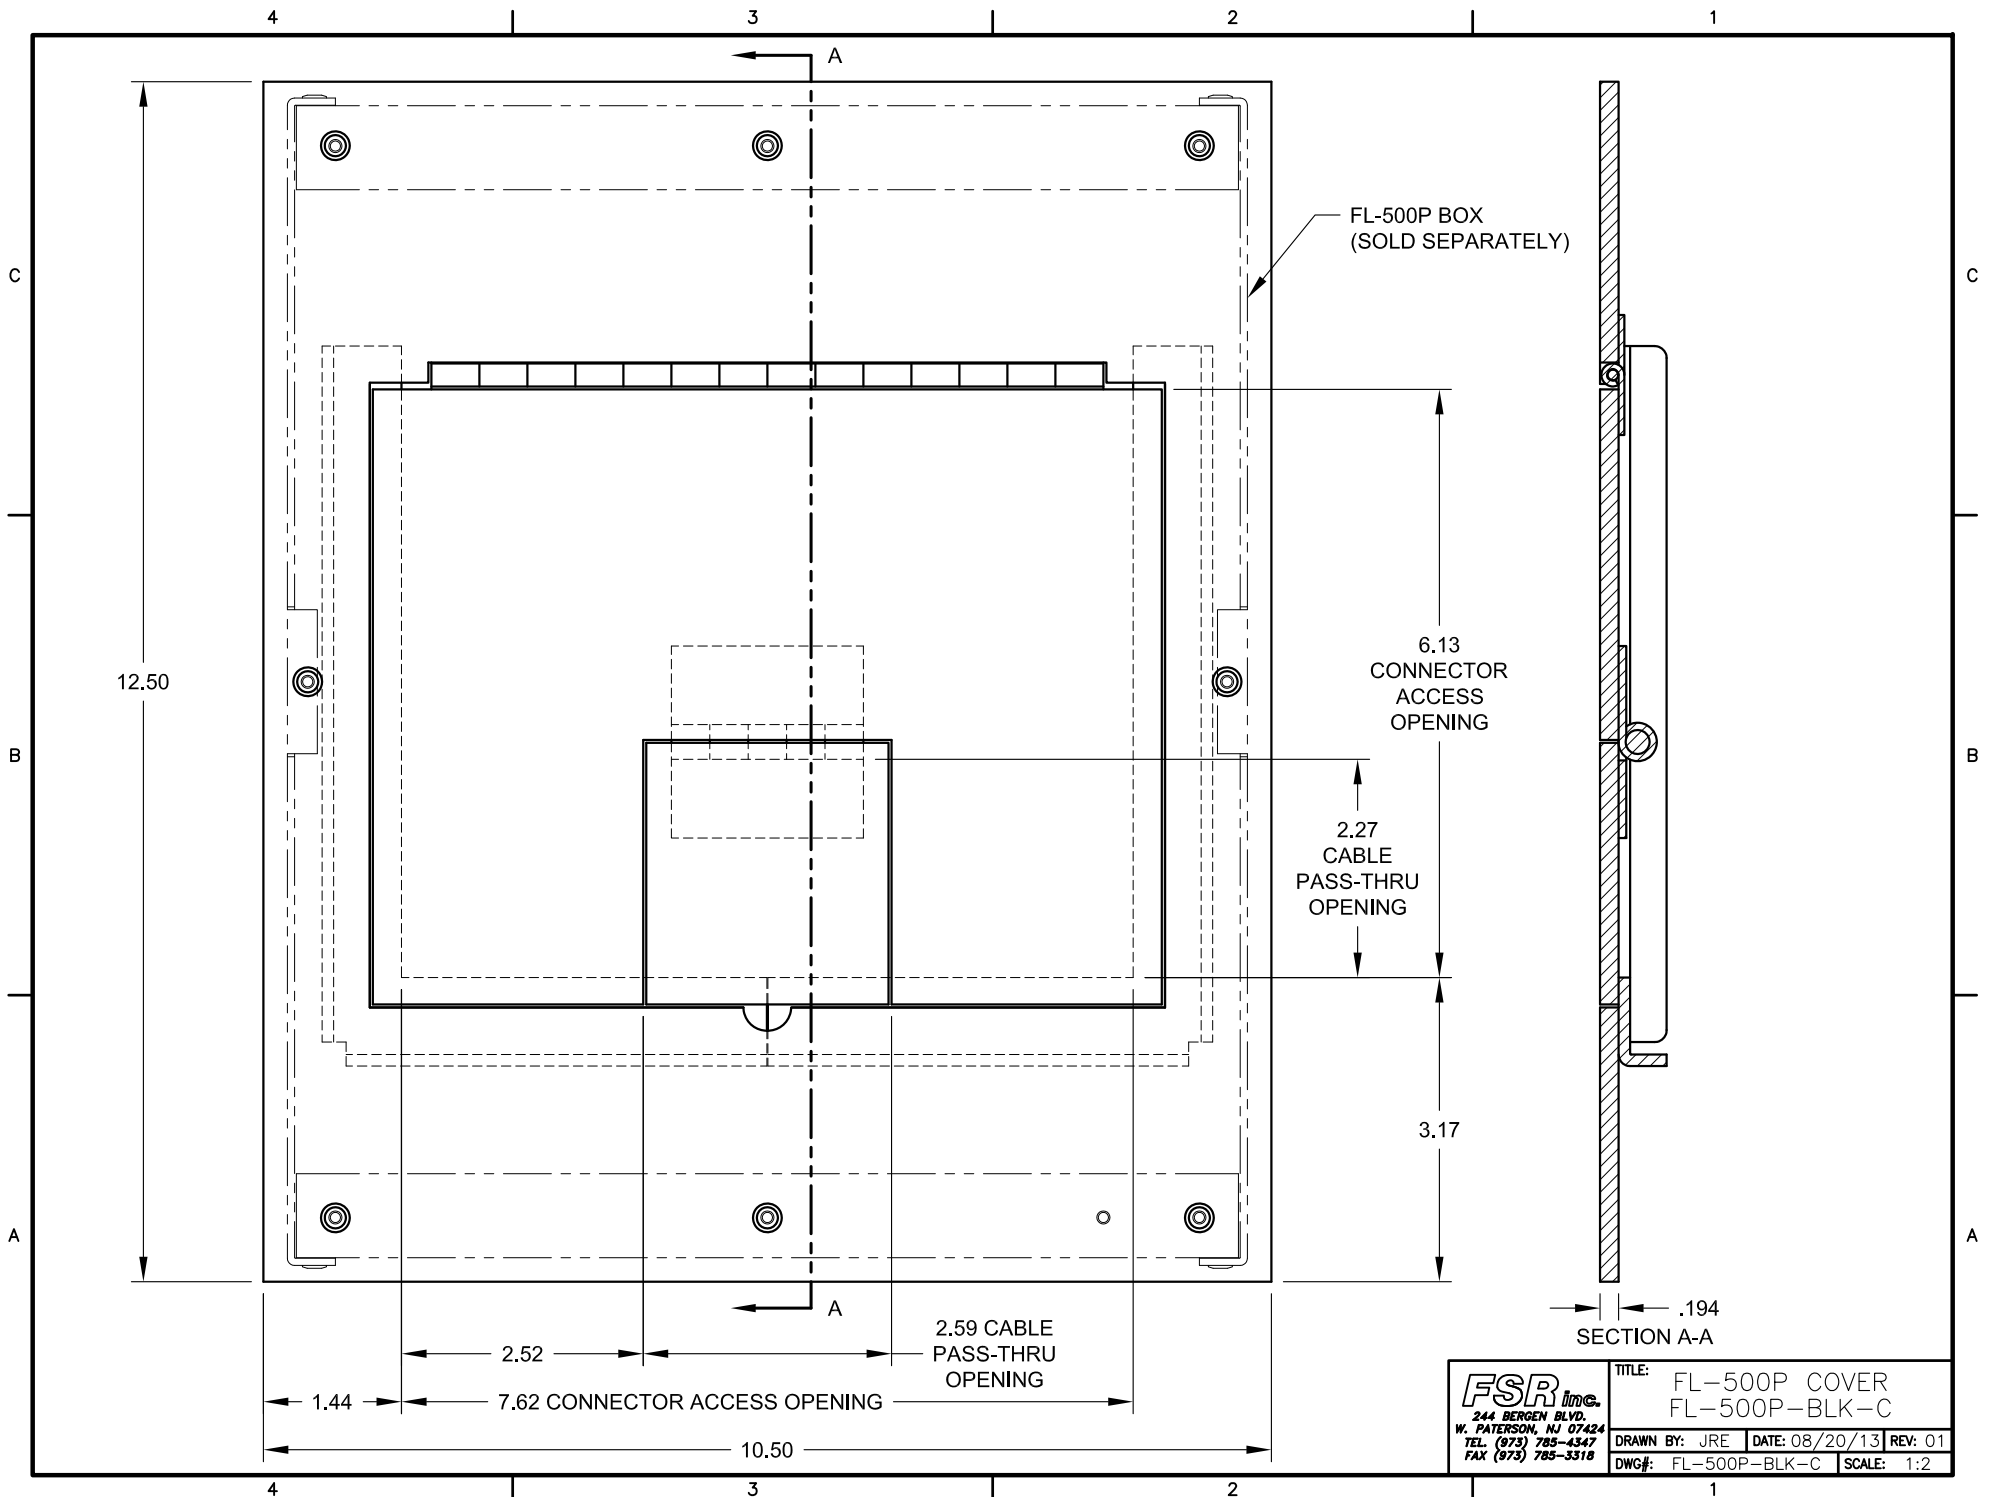 4
3
2
1
A
FL-500P BOX
(SOLD SEPARATELY)
C
C
12.50
6.13
CONNECTOR
ACCESS
OPENING
B
B
2.27
CABLE
PASS-THRU
OPENING
3.17
A
A
A
.194
SECTION A-A
2.59 CABLE
PASS-THRU
OPENING
2.52
1.44
7.62 CONNECTOR ACCESS OPENING
10.50
FSR inc.
244 BERGEN BLVD.
W. PATERSON, NJ 07424
TEL. (973) 785-4347
FAX (973) 785-3318
TITLE:
FL-500P COVER
FL-500P-BLK-C
DRAWN BY: JRE
DATE: 08/20/13
REV: 01
DWG#: FL-500P-BLK-C
SCALE: 1:2
4
3
2
1